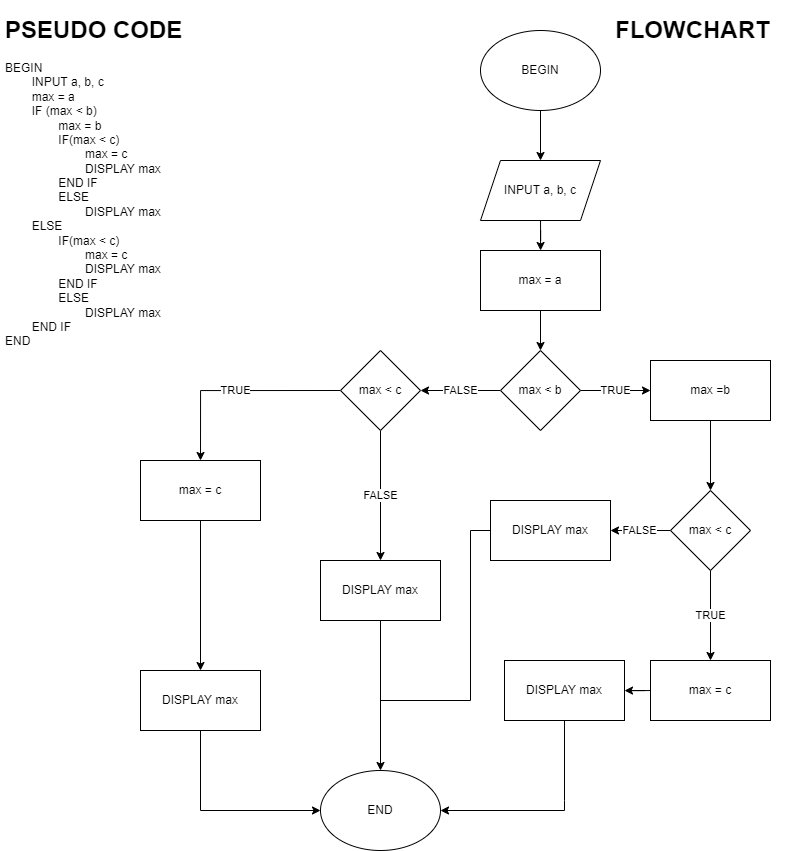 PSEUDO CODE
BEGIN
INPUT a, b, c
max = a
IF (max < b)
max = b
IF(max < c)
max = c
DISPLAY max
END IF
ELSE
DISPLAY max
ELSE
IF(max < c)
max = c
DISPLAY max
END IF
ELSE
DISPLAY max
END IF
END
FLOWCHART
BEGIN
INPUT a, b, c
max = a
max < b
FALSE
TRUE
max < c
TRUE
max =b
max = c
FALSE
max < c
FALSE
DISPLAY max
DISPLAY max
TRUE
DISPLAY max
DISPLAY max
max = c
END